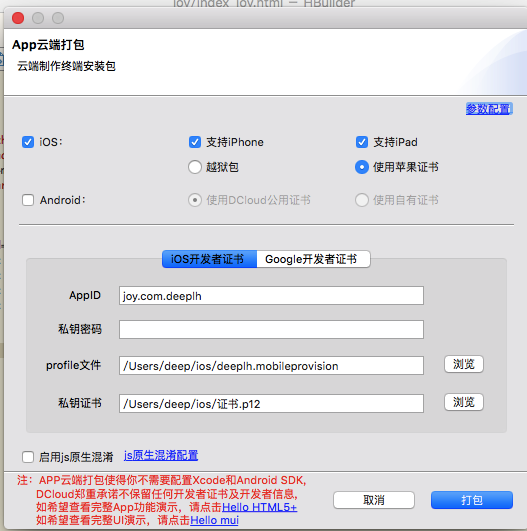 joy/index_joy.html — HBuilder
App云端打包
云端制作终端安装包
参数配置
iOS： 支持iPhone 支持iPad
越狱包 使用苹果证书
Android： 使用DCloud公用证书 使用自有证书
iOS开发者证书 Google开发者证书
AppID joy.com.deeplh
私钥密码
profile文件 /Users/deep/ios/deeplh.mobileprovision 浏览
私钥证书 /Users/deep/ios/证书.p12 浏览
启用js原生混淆 js原生混淆配置
注：APP云端打包使得你不需要配置Xcode和Android SDK,
DCloud郑重承诺不保留任何开发者证书及开发者信息,
如希望查看完整App功能演示，请点击Hello HTML5+
如希望查看完整UI演示，请点击Hello mui
取消 打包